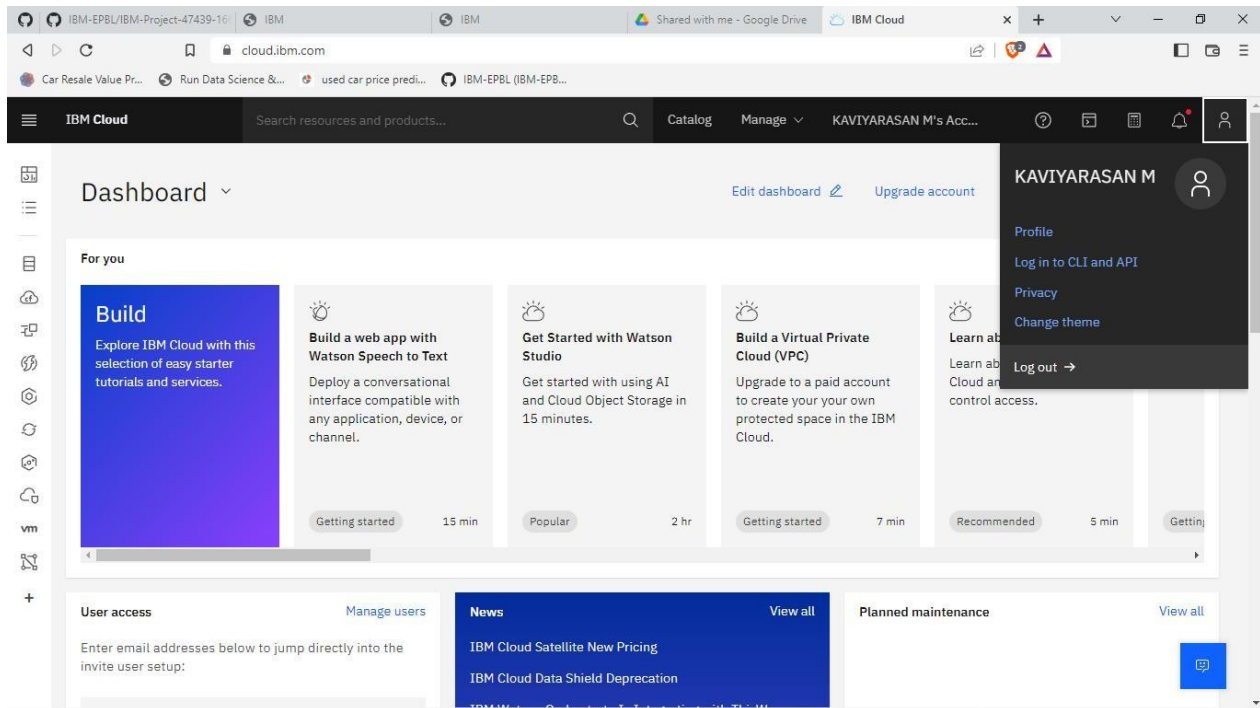 IBM-EPBL/IBM-Project-47439-16 IBM IBM Shared with me - Google Drive IBM Cloud
cloud.ibm.com
Car Resale Value Pr... Run Data Science &... used car price predi... IBM-EPBL (IBM-EPB...
IBM Cloud Search resources and products... Catalog Manage KAVIYARASAN M's Acc...
KAVIYARASAN M
Profile
Log in to CLI and API
Privacy
Change theme
Log out →
Dashboard Edit dashboard Upgrade account
For you
Build
Explore IBM Cloud with this
selection of easy starter
tutorials and services.
Build a web app with
Watson Speech to Text
Deploy a conversational
interface compatible with
any application, device, or
channel.
Getting started 15 min
Get Started with Watson
Studio
Get started with using AI
and Cloud Object Storage in
15 minutes.
Popular 2 hr
Build a Virtual Private
Cloud (VPC)
Upgrade to a paid account
to create your your own
protected space in the IBM
Cloud.
Getting started 7 min
Learn ab
Learn ab
Cloud an
control access.
Recommended 5 min
Getting
vm
User access Manage users
Enter email addresses below to jump directly into the
invite user setup:
News View all
IBM Cloud Satellite New Pricing
IBM Cloud Data Shield Deprecation
Planned maintenance View all